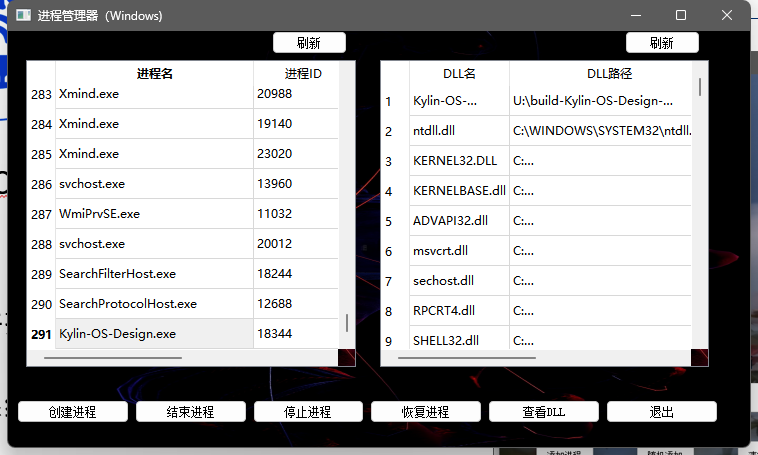 进程管理器（Windows）
刷新 刷新
进程名 进程ID DLL名 DLL路径
283 Xmind.exe 20988
284 Xmind.exe 19140
285 Xmind.exe 23020
286 svchost.exe 13960
287 WmiPrvSE.exe 11032
288 svchost.exe 20012
289 SearchFilterHost.exe 18244
290 SearchProtocolHost.exe 12688
291 Kylin-OS-Design.exe 18344
1 Kylin-OS-... U:\build-Kylin-OS-Design-...
2 ntdll.dll C:\WINDOWS\SYSTEM32\ntdll.
3 KERNEL32.DLL C:...
4 KERNELBASE.dll C:...
5 ADVAPI32.dll C:...
6 msvcrt.dll C:...
7 sechost.dll C:...
8 RPCRT4.dll C:...
9 SHELL32.dll C:...
创建进程 结束进程 停止进程 恢复进程 查看DLL 退出